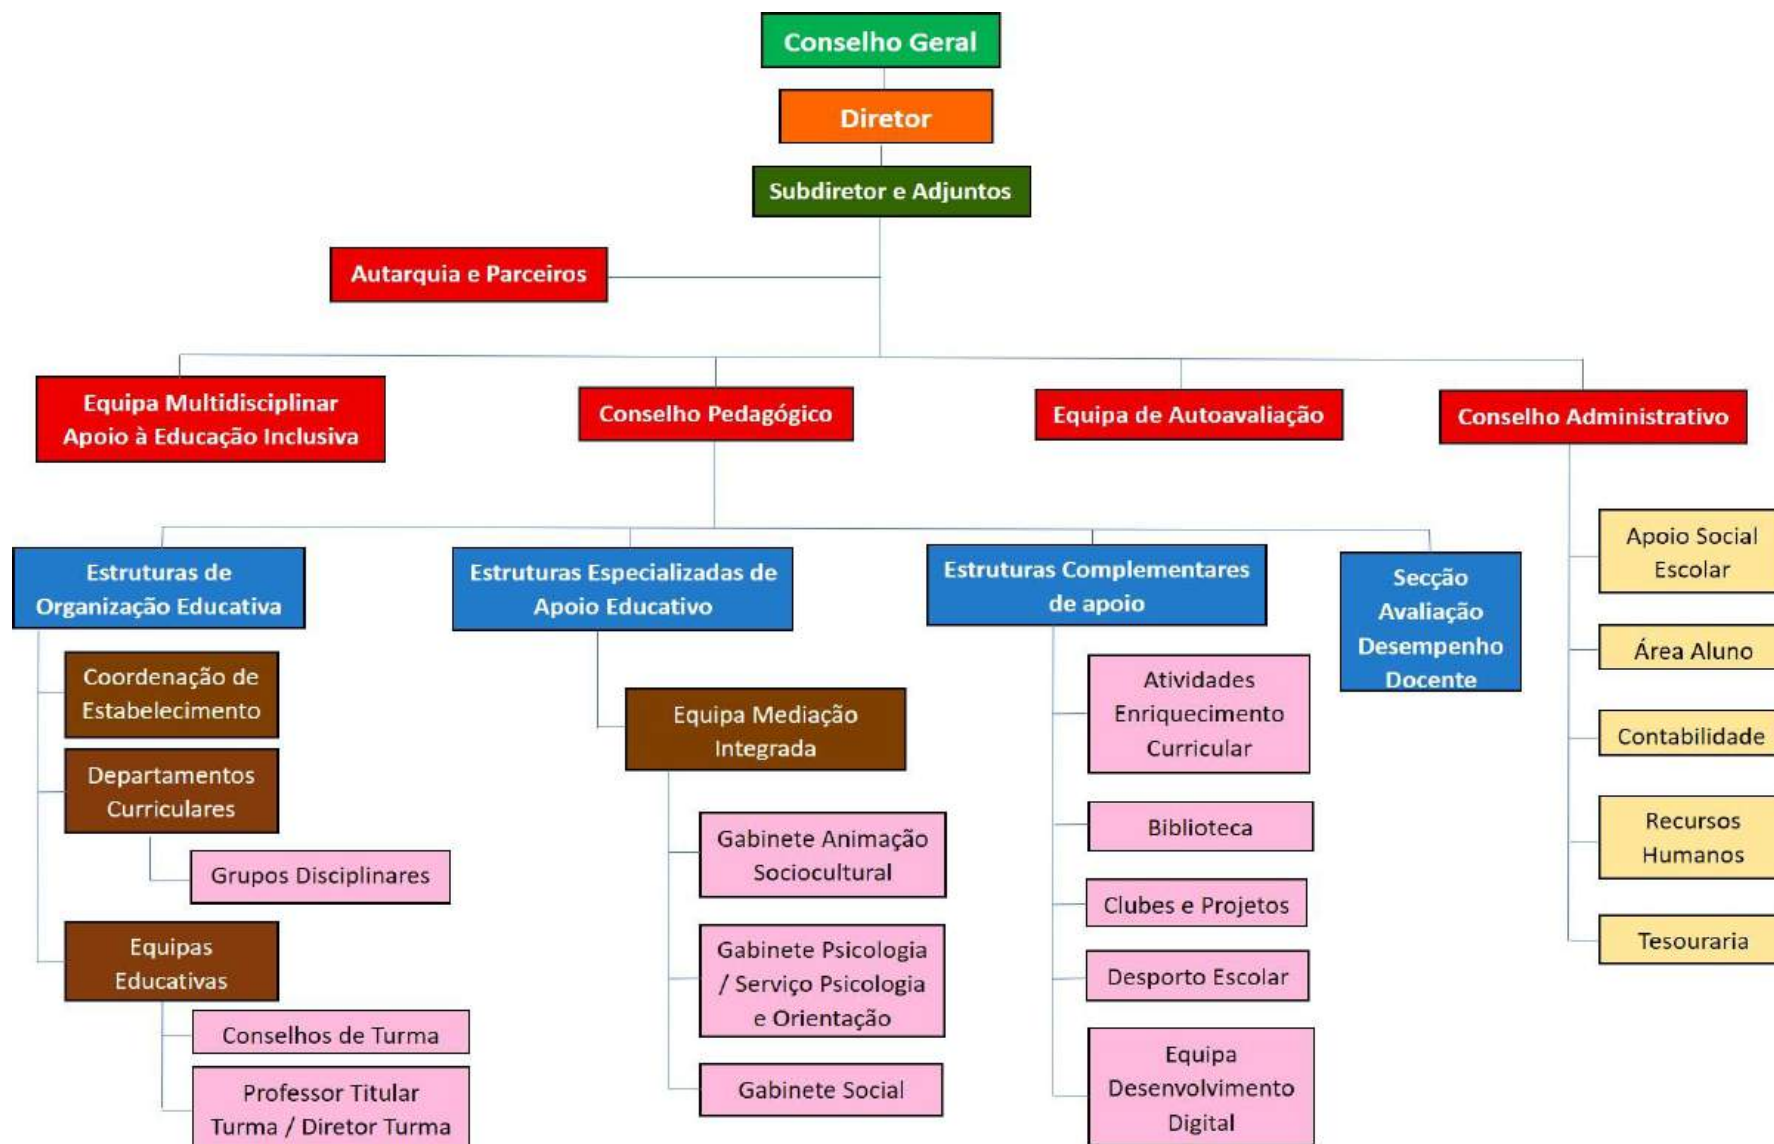 Conselho Geral
Diretor
Subdiretor e Adjuntos
Autarquia e Parceiros
Equipa Multidisciplinar
Apoio à Educação Inclusiva
Conselho Pedagógico
Equipa de Autoavaliação
Conselho Administrativo
Estruturas de
Organização Educativa
Coordenação de
Estabelecimento
Departamentos
Curriculares
Grupos Disciplinares
Equipas
Educativas
Conselhos de Turma
Professor Titular
Turma / Diretor Turma
Estruturas Especializadas de
Apoio Educativo
Equipa Mediação
Integrada
Gabinete Animação
Sociocultural
Gabinete Psicologia
/ Serviço Psicologia
e Orientação
Gabinete Social
Estruturas Complementares
de apoio
Atividades
Enriquecimento
Curricular
Biblioteca
Clubes e Projetos
Desporto Escolar
Equipa
Desenvolvimento
Digital
Secção
Avaliação
Desempenho
Docente
Apoio Social
Escolar
Área Aluno
Contabilidade
Recursos
Humanos
Tesouraria